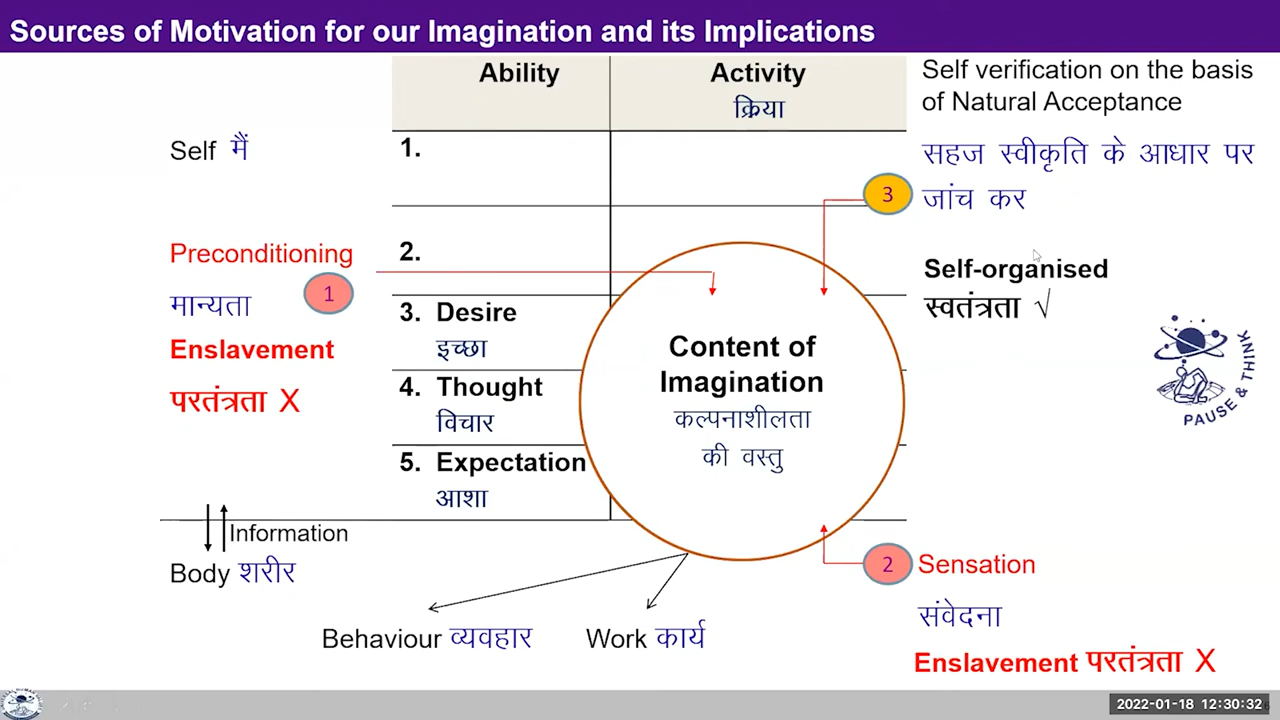 Sources of Motivation for our Imagination and its Implications
Ability
Activity
क्रिया
Self verification on the basis
of Natural Acceptance
सहज स्वीकृति के आधार पर
जांच कर
Self मैं
1.
3
Preconditioning
मान्यता
1
Enslavement
परतंत्रता X
2.
Self-organised
स्वतंत्रता √
3. Desire
इच्छा
4. Thought
विचार
5. Expectation
आशा
Content of
Imagination
कल्पनाशीलता
की वस्तु
PAUSE & THINK
Information
Body शरीर
2
Sensation
संवेदना
Enslavement परतंत्रता X
Behaviour व्यवहार
Work कार्य
2022-01-18 12:30:32